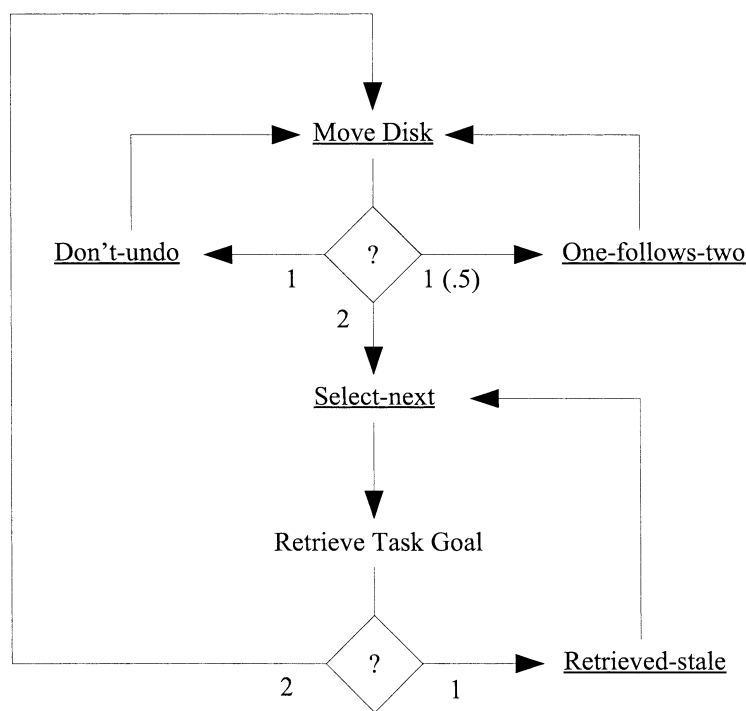 Move Disk
Don't-undo
?
One-follows-two
1
1 (.5)
2
Select-next
Retrieve Task Goal
?
Retrieved-stale
2
1